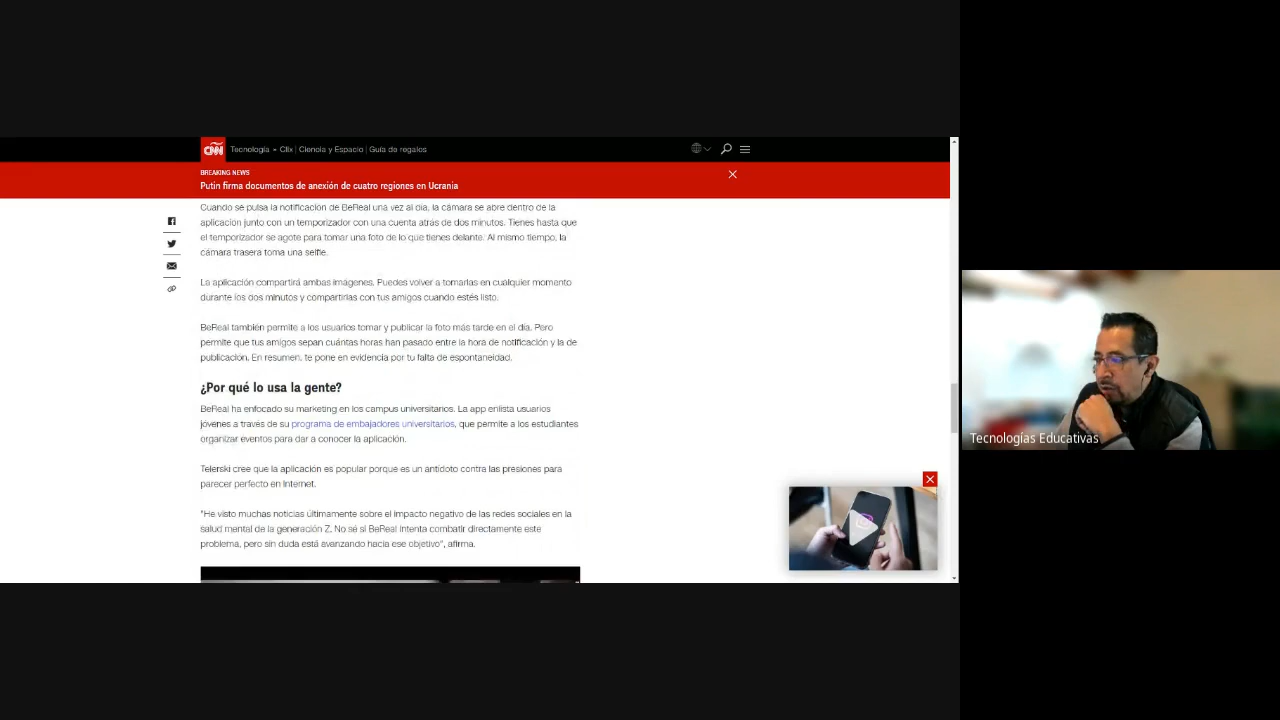 CNN Tecnología - Clix | Ciencia y Espacio | Guía de regalos
BREAKING NEWS
Putin firma documentos de anexión de cuatro regiones en Ucrania
Cuando se pulsa la notificación de BeReal una vez al día, la cámara se abre dentro de la
aplicación junto con un temporizador con una cuenta atrás de dos minutos. Tienes hasta que
el temporizador se agote para tomar una foto de lo que tienes delante. Al mismo tiempo, la
cámara trasera toma una selfie.
La aplicación compartirá ambas imágenes. Puedes volver a tomarlas en cualquier momento
durante los dos minutos y compartirlas con tus amigos cuando estés listo.
BeReal también permite a los usuarios tomar y publicar la foto más tarde en el día. Pero
permite que tus amigos sepan cuántas horas han pasado entre la hora de notificación y la de
publicación. En resumen, te pone en evidencia por tu falta de espontaneidad.
¿Por qué lo usa la gente?
BeReal ha enfocado su marketing en los campus universitarios. La app enlista usuarios
jóvenes a través de su programa de embajadores universitarios, que permite a los estudiantes
organizar eventos para dar a conocer la aplicación.
Telerski cree que la aplicación es popular porque es un antídoto contra las presiones para
parecer perfecto en Internet.
"He visto muchas noticias últimamente sobre el impacto negativo de las redes sociales en la
salud mental de la generación Z. No sé si BeReal intenta combatir directamente este
problema, pero sin duda está avanzando hacia ese objetivo", afirma.
Tecnologías Educativas